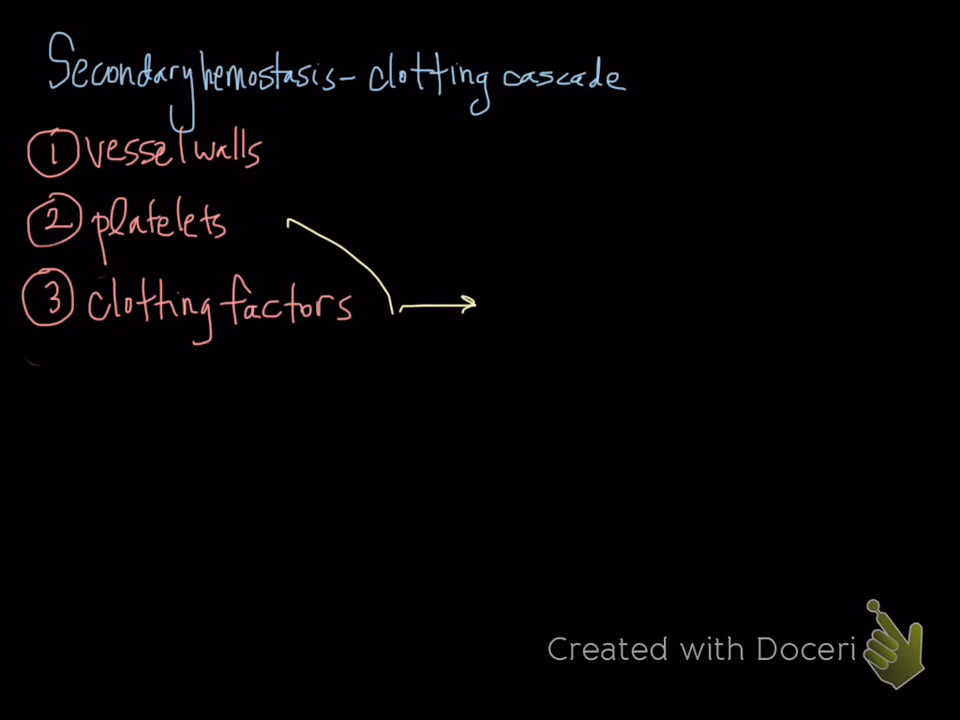 Secondary hemostasis - clotting cascade
1 vessel walls
2 platelets
3 clotting factors
Created with Doceri